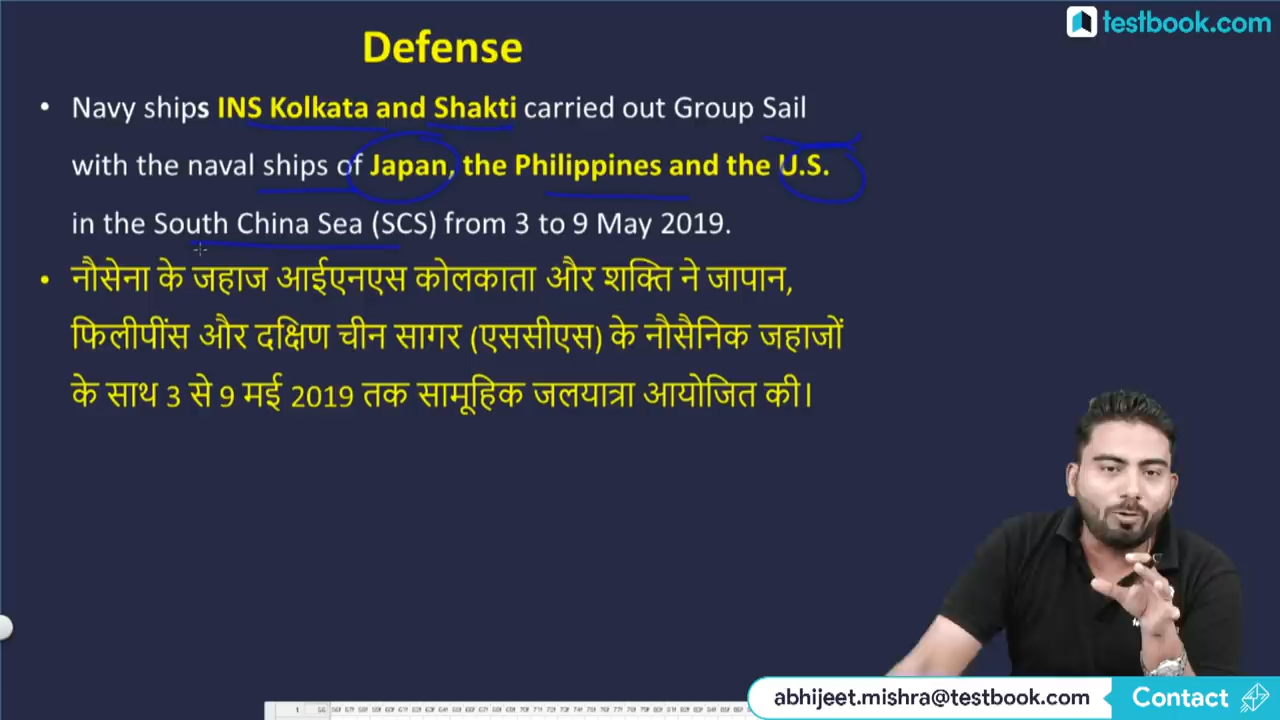 testbook.com
Defense
• Navy ships INS Kolkata and Shakti carried out Group Sail
with the naval ships of Japan, the Philippines and the U.S.
in the South China Sea (SCS) from 3 to 9 May 2019.
• नौसेना के जहाज आईएनएस कोलकाता और शक्ति ने जापान,
फिलीपींस और दक्षिण चीन सागर (एससीएस) के नौसैनिक जहाजों
के साथ 3 से 9 मई 2019 तक सामूहिक जलयात्रा आयोजित की।
abhijeet.mishra@testbook.com Contact